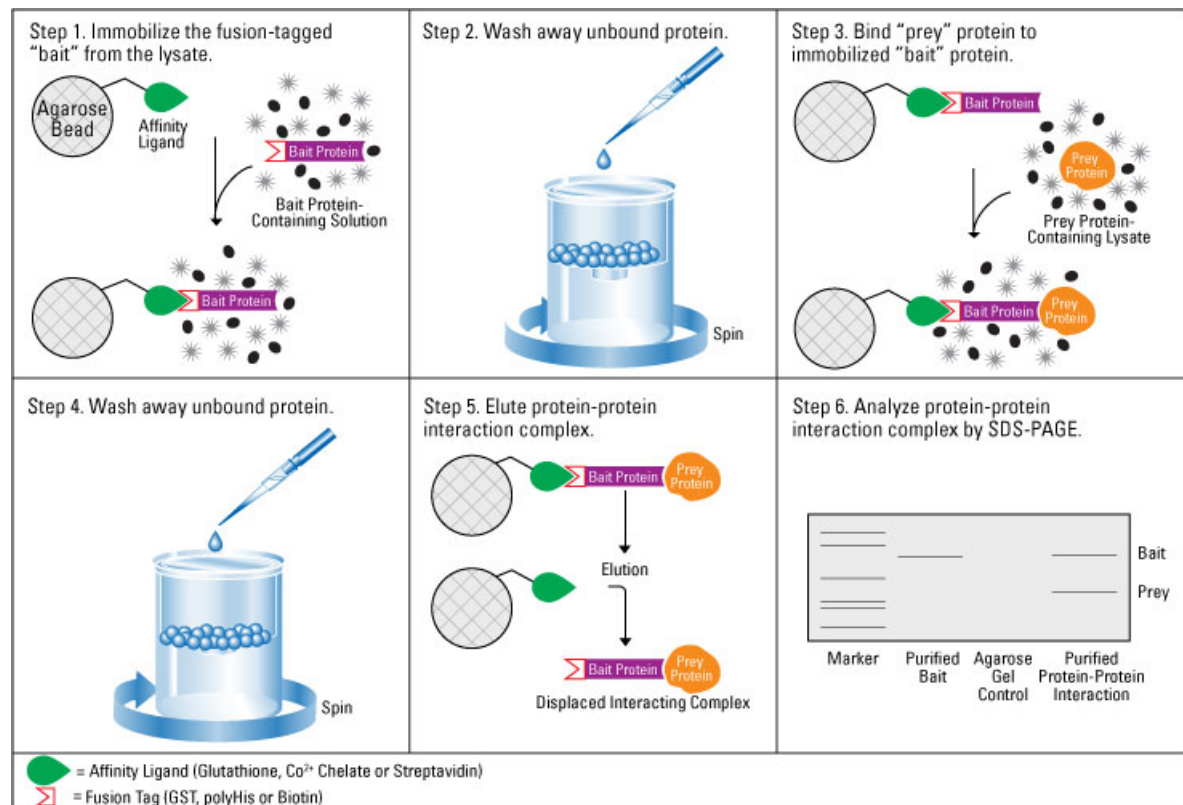 Step 1. Immobilize the fusion-tagged
“bait” from the lysate.
Agarose
Bead
Affinity
Ligand
Bait Protein
Bait Protein-
Containing Solution
Bait Protein
Step 2. Wash away unbound protein.
Spin
Step 3. Bind “prey” protein to
immobilized “bait” protein.
Bait Protein
Prey
Protein
Prey Protein-
Containing Lysate
Bait Protein
Prey
Protein
Step 4. Wash away unbound protein.
Spin
Step 5. Elute protein-protein
interaction complex.
Bait Protein
Prey
Protein
Elution
Bait Protein
Prey
Protein
Displaced Interacting Complex
Step 6. Analyze protein-protein
interaction complex by SDS-PAGE.
Bait
Prey
Marker
Purified
Bait
Agarose
Gel
Control
Purified
Protein-Protein
Interaction
= Affinity Ligand (Glutathione, Co²⁺ Chelate or Streptavidin)
= Fusion Tag (GST, polyHis or Biotin)